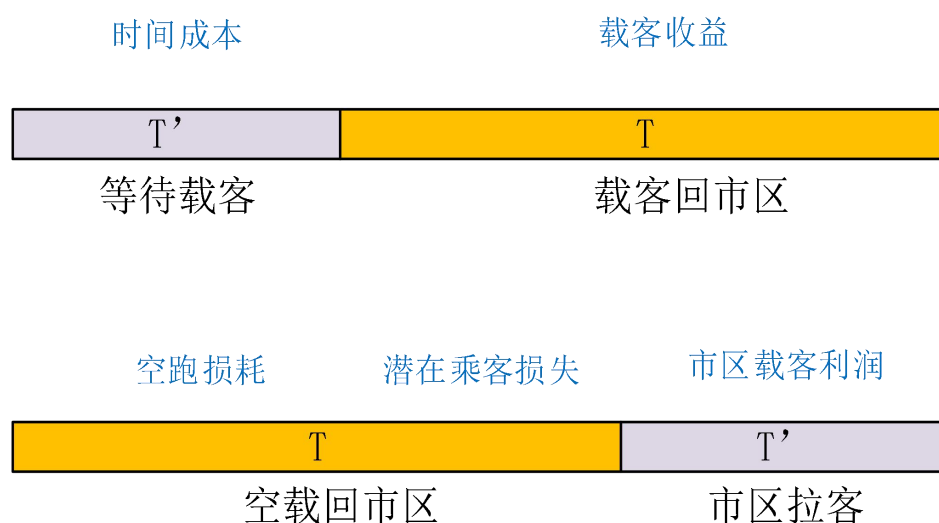 时间成本 载客收益
T’ T
等待载客 载客回市区
空跑损耗 潜在乘客损失 市区载客利润
T T’
空载回市区 市区拉客